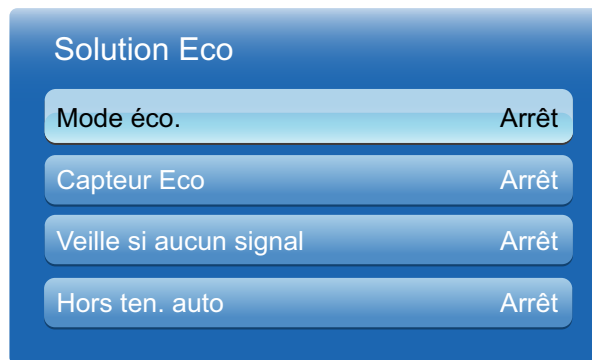 Solution Eco
Mode éco. Arrêt
Capteur Eco Arrêt
Veille si aucun signal Arrêt
Hors ten. auto Arrêt